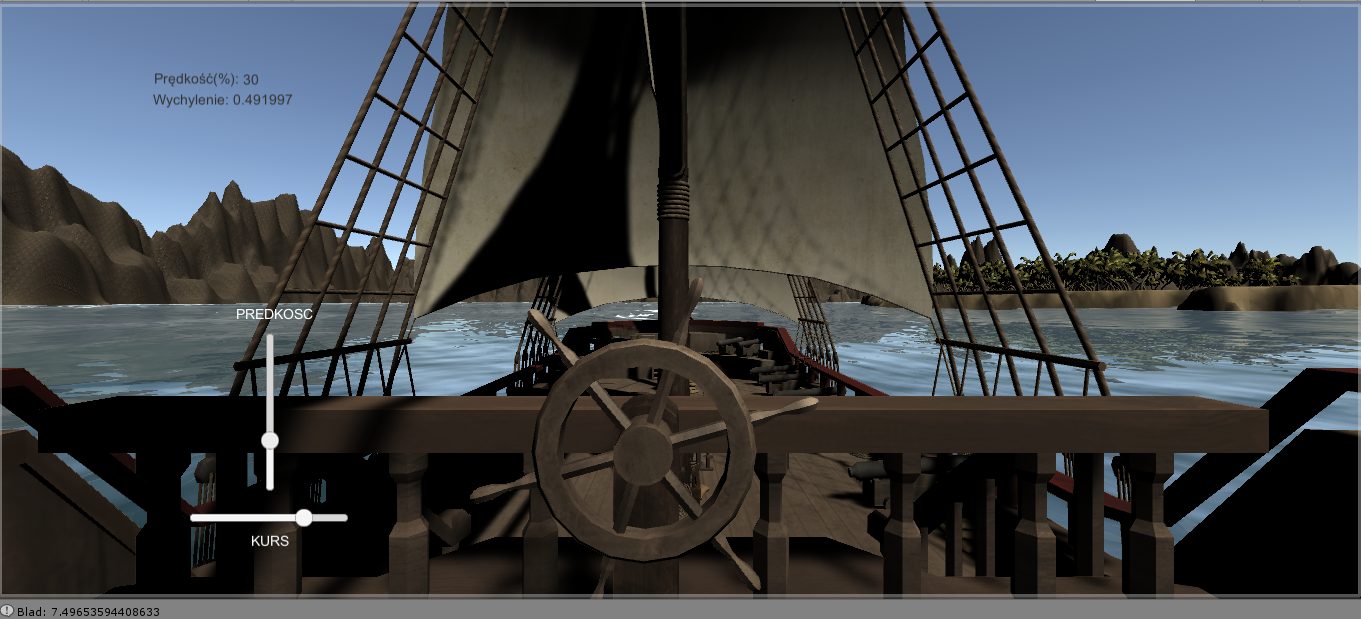 Prędkość(%): 30
Wychylenie: 0.491997
PREDKOSC
KURS
Blad: 7.49653594408633